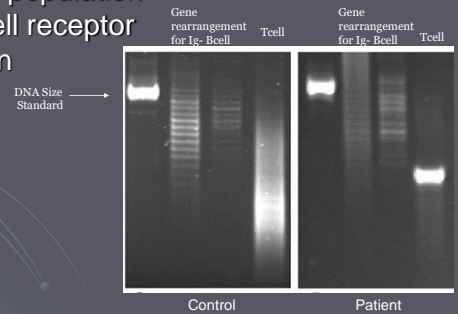 population
ell receptor
n
Gene
rearrangement
for Ig- Bcell
Tcell
Gene
rearrangement
for Ig- Bcell
Tcell
DNA Size
Standard
Control
Patient